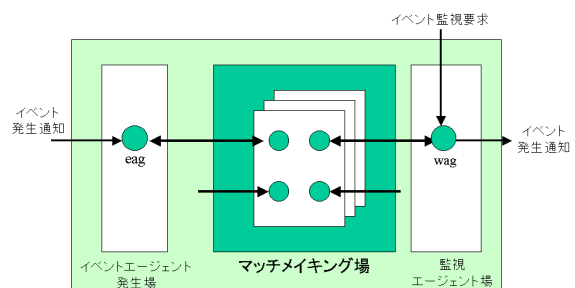 イベント監視要求
イベント
発生通知
eag
wag
イベント
発生通知
イベントエージェント
発生場
マッチメイキング場
監視
エージェント場